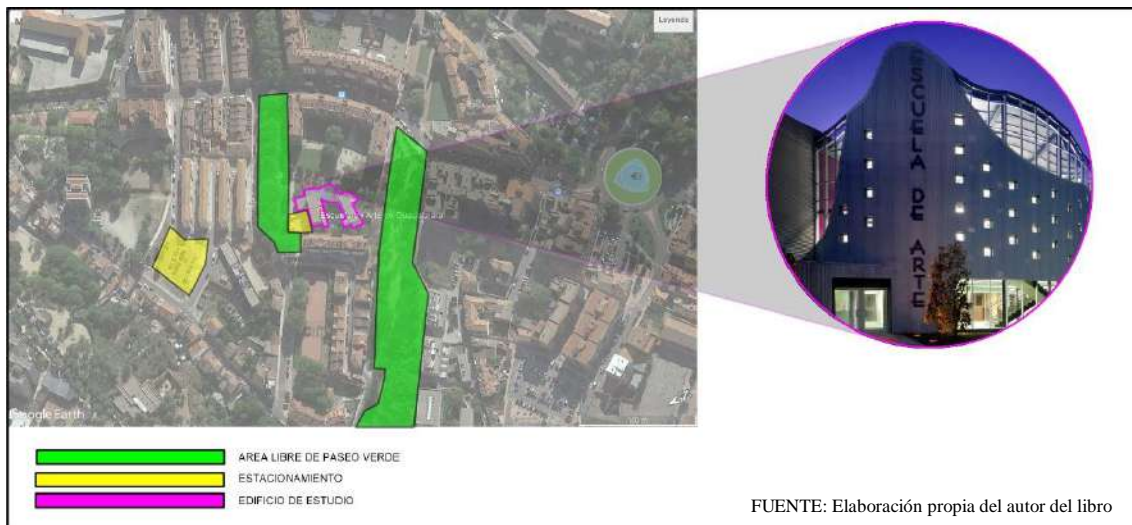 Leyenda
ESCUELA DE ARTE
Google Earth
100 m
AREA LIBRE DE PASEO VERDE
ESTACIONAMIENTO
EDIFICIO DE ESTUDIO
FUENTE: Elaboración propia del autor del libro